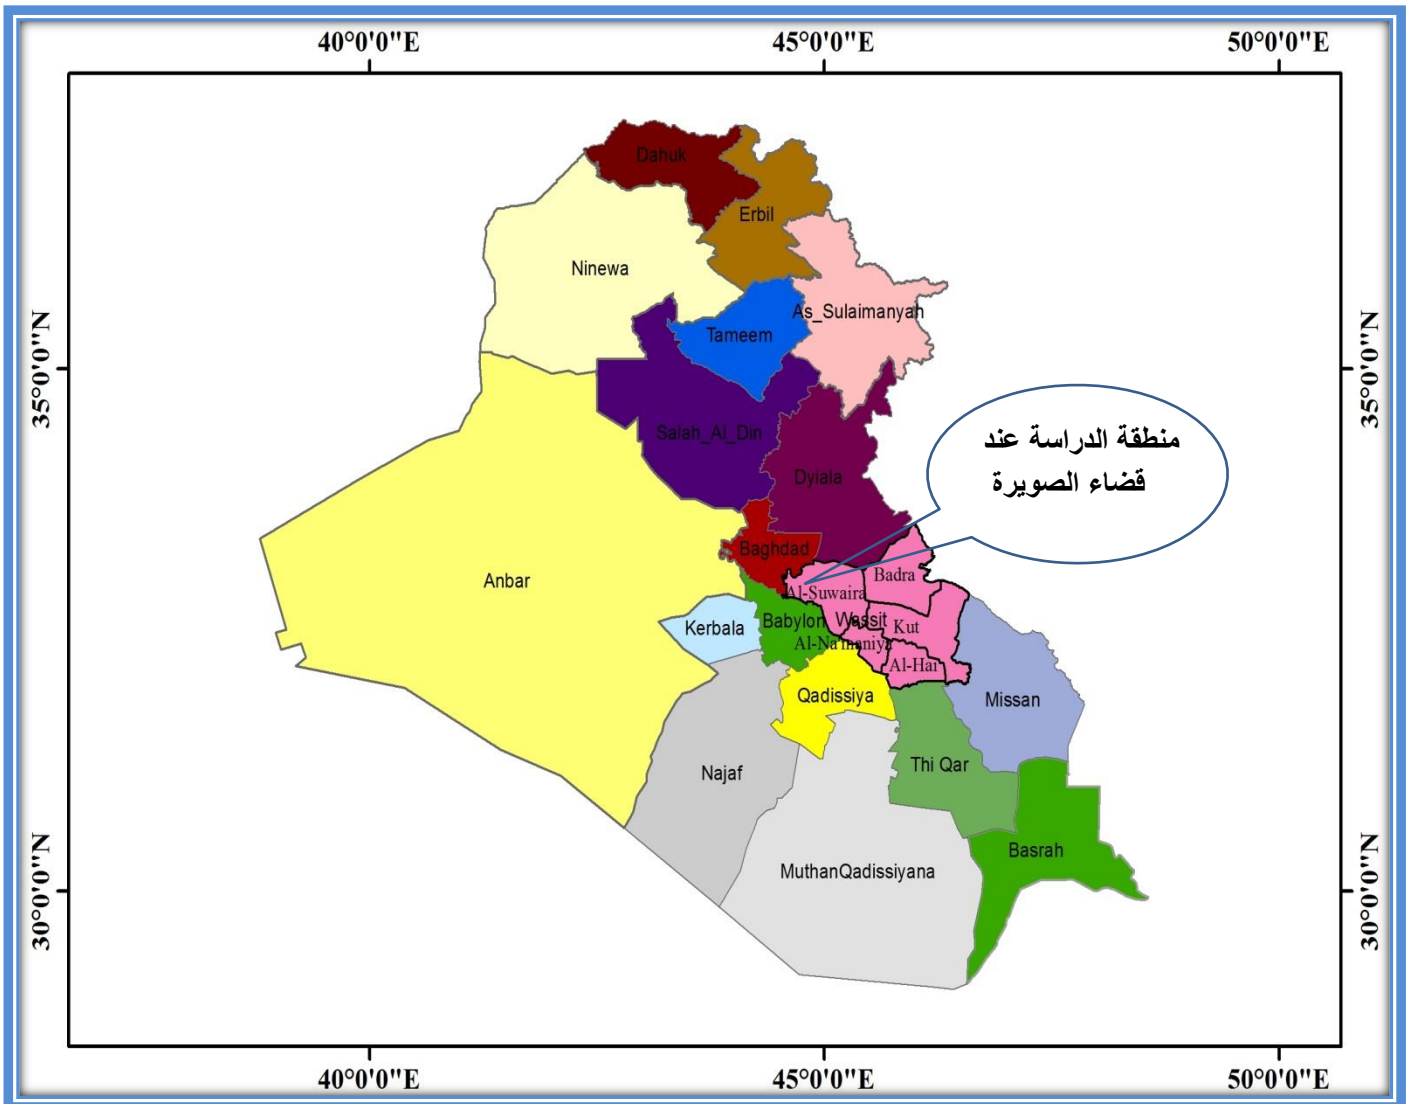 40°0'0"E
45°0'0"E
50°0'0"E
35°0'0"N
35°0'0"N
30°0'0"N
30°0'0"N
Dahuk
Erbil
Ninewa
As_Sulaimanyah
Tameem
Salah_Al_Din
منطقة الدراسة عند
قضاء الصويرة
Dyiala
Baghdad
Badra
Anbar
Al-Suwaira
Kerbala
Babylon
Wassit
Kut
Al-Na'maniya
Al-Hai
Qadissiya
Missan
Najaf
Thi Qar
Basrah
MuthanQadissiyana
40°0'0"E
45°0'0"E
50°0'0"E